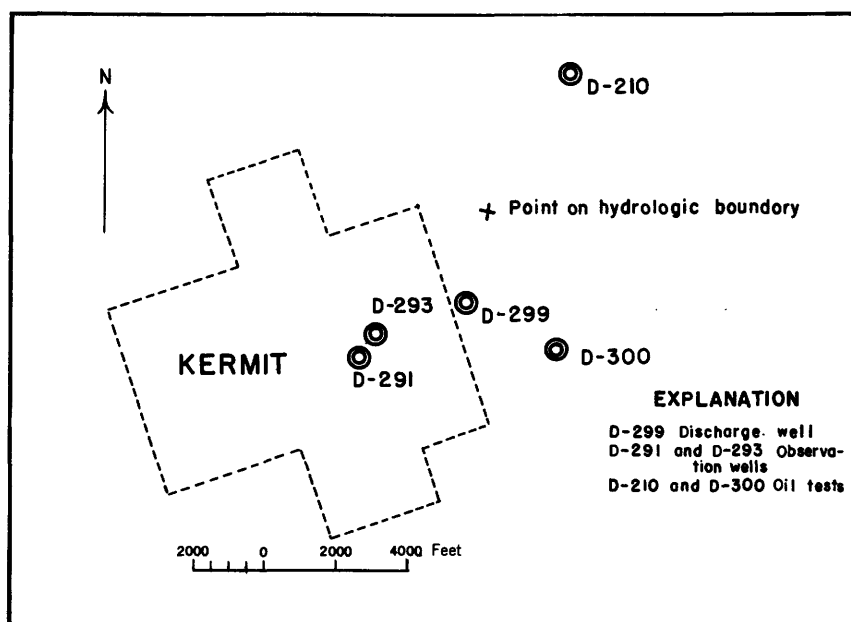 N
D-210
+ Point on hydrologic boundory
D-293
D-299
KERMIT
D-291
D-300
EXPLANATION
D-299 Discharge well
D-291 and D-293 Observa-
tion wells
D-210 and D-300 Oil tests
2000 0 2000 4000 Feet